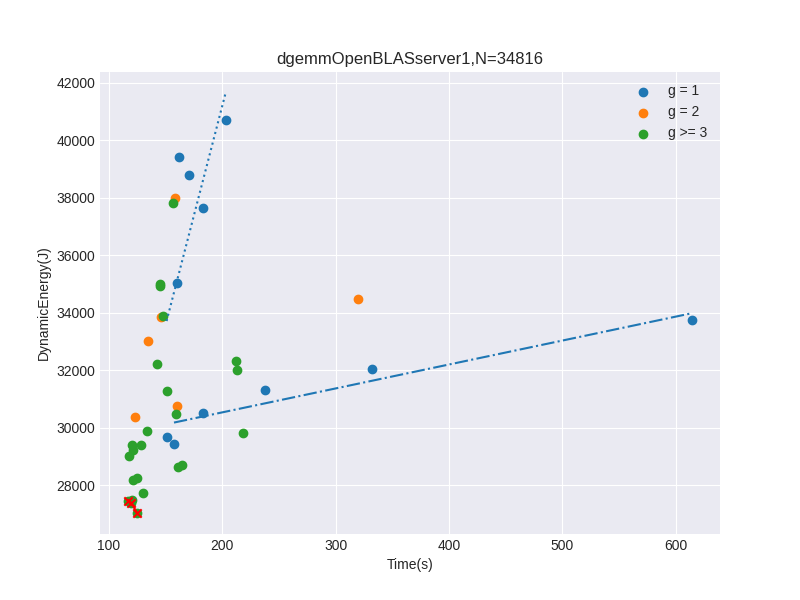 dgemmOpenBLASserver1,N=34816
g = 1
g = 2
g >= 3
42000
40000
38000
36000
34000
32000
30000
28000
DynamicEnergy(J)
100 200 300 400 500 600
Time(s)